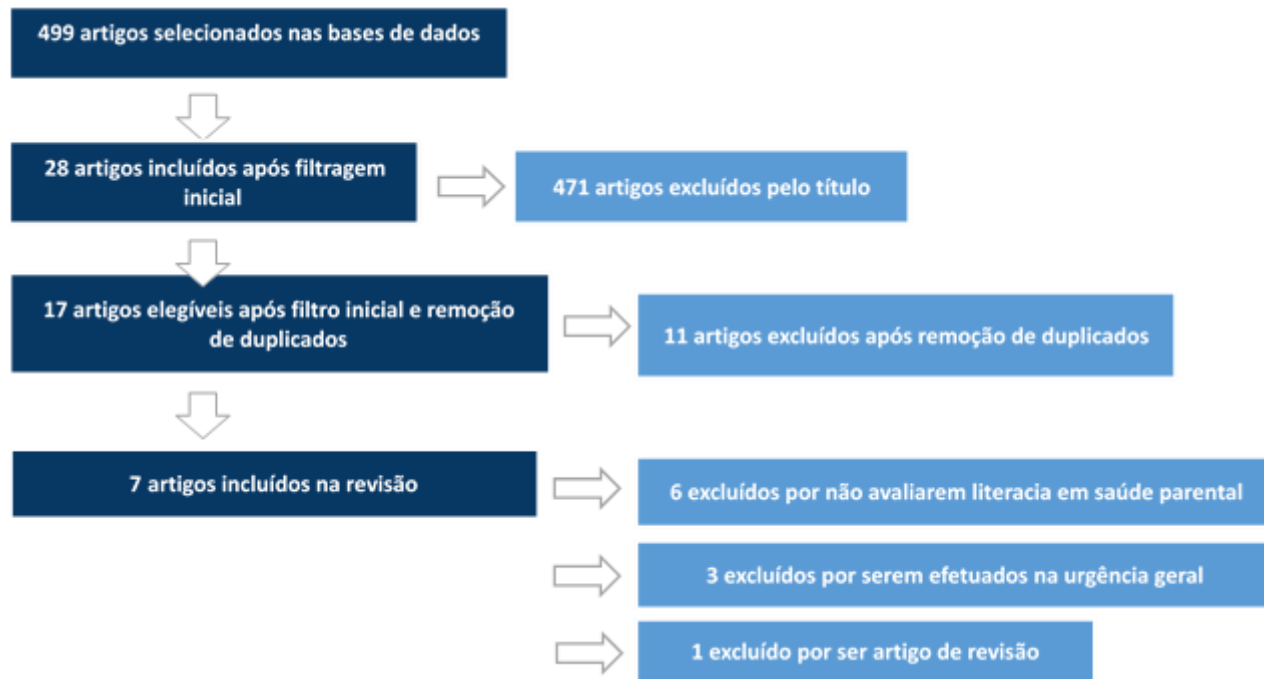 499 artigos selecionados nas bases de dados
28 artigos incluídos após filtragem
inicial
471 artigos excluídos pelo título
17 artigos elegíveis após filtro inicial e remoção
de duplicados
11 artigos excluídos após remoção de duplicados
7 artigos incluídos na revisão
6 excluídos por não avaliarem literacia em saúde parental
3 excluídos por serem efetuados na urgência geral
1 excluído por ser artigo de revisão